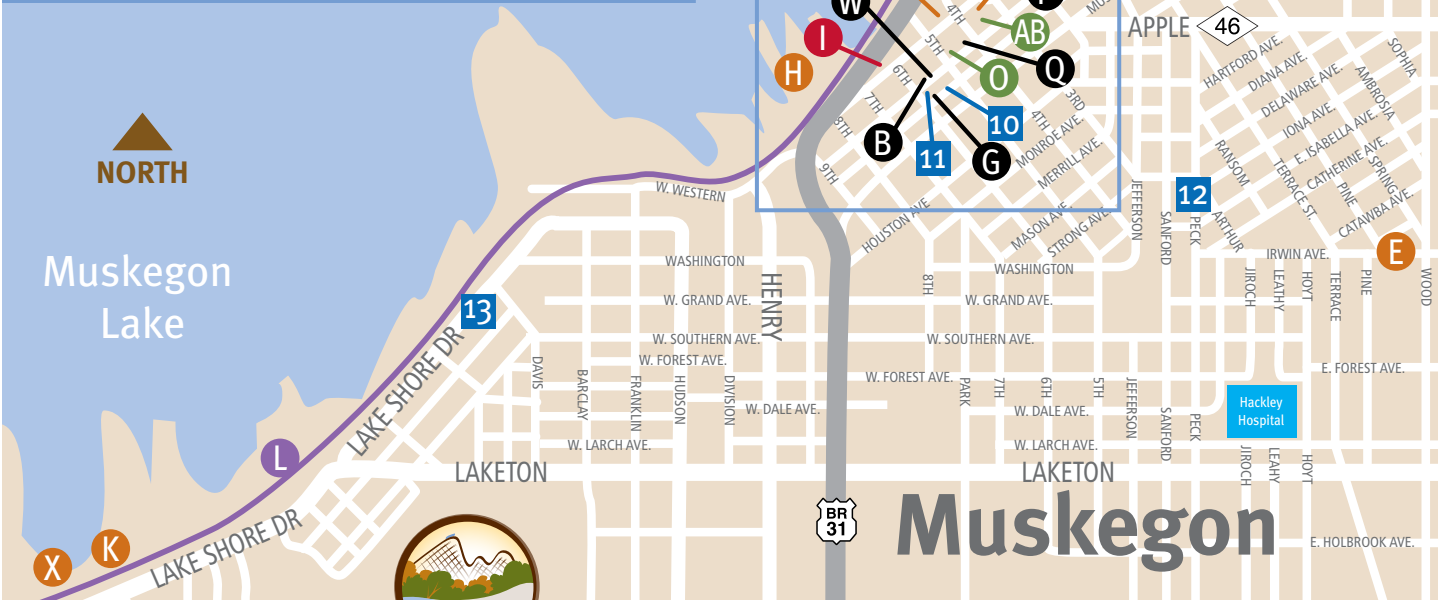 W
4TH
P
MUS
AB
APPLE
46
I
5TH
HARTFORD AVE.
SOPHIA
H
6TH
O
Q
DIANA AVE.
AMBROSIA
7TH
3RD
DELAWARE AVE.
8TH
4TH
IONA AVE.
B
11
10
G
MONROE AVE.
MERRILL AVE.
E. ISABELLA AVE.
CATHERINE AVE.
NORTH
9TH
RANSOM
TERRACE ST.
PINE
SPRING
W. WESTERN
JEFFERSON
12
CATAWBA AVE.
HOUSTON AVE
MASON AVE.
STRONG AVE.
SANFORD
PECK
ARTHUR
E
Muskegon
Lake
WASHINGTON
HENRY
8TH
WASHINGTON
IRWIN AVE.
JIROCH
LEATHY
HOYT
TERRACE
PINE
WOOD
13
W. GRAND AVE.
W. GRAND AVE.
LAKE SHORE DR
W. SOUTHERN AVE.
W. SOUTHERN AVE.
W. FOREST AVE.
W. FOREST AVE.
E. FOREST AVE.
DAVIS
BARCLAY
FRANKLIN
HUDSON
DIVISION
PARK
7TH
6TH
5TH
JEFFERSON
SANFORD
PECK
Hackley
Hospital
W. DALE AVE.
W. DALE AVE.
W. LARCH AVE.
W. LARCH AVE.
L
LAKETON
LAKETON
JIROCH
LEAHY
HOYT
BR
31
Muskegon
E. HOLBROOK AVE.
LAKE SHORE DR
K
X